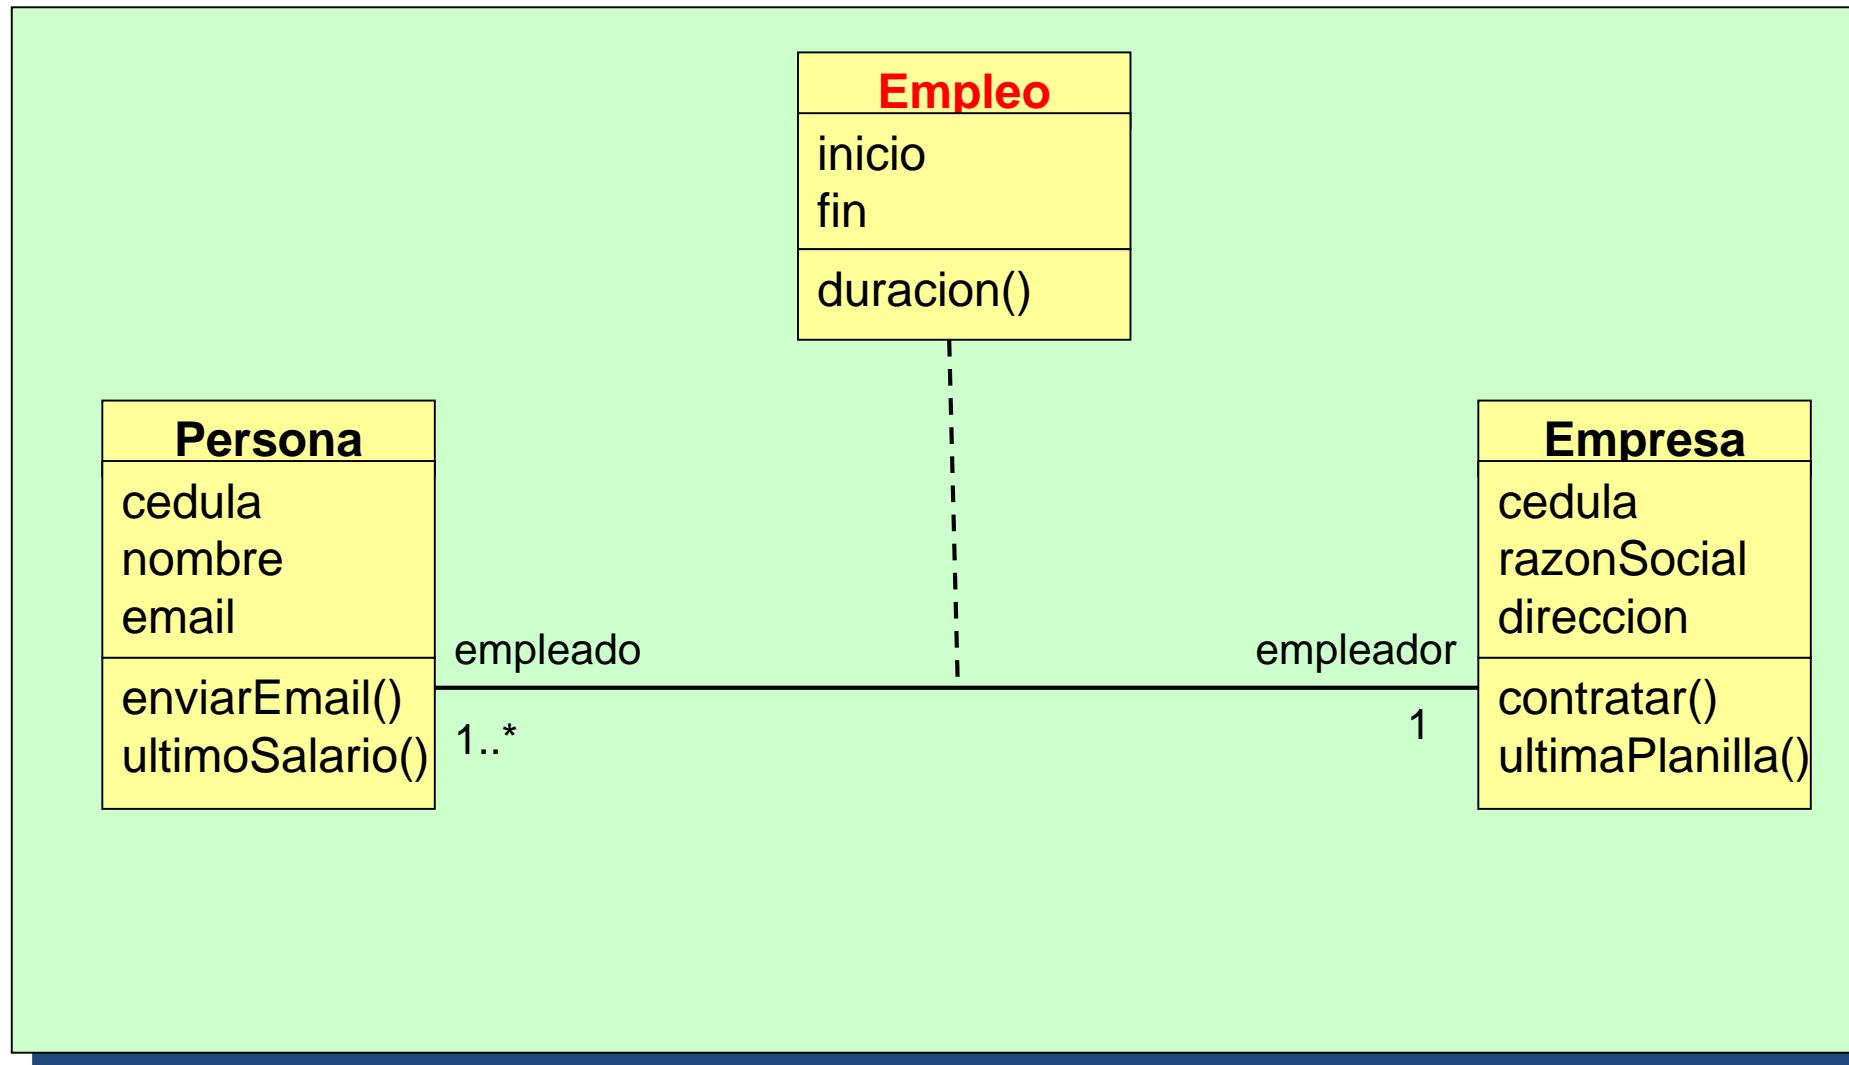 Empleo
inicio
fin
duracion()
Persona
cedula
nombre
email
enviarEmail()
ultimoSalario()
empleado
1..*
empleador
1
Empresa
cedula
razonSocial
direccion
contratar()
ultimaPlanilla()